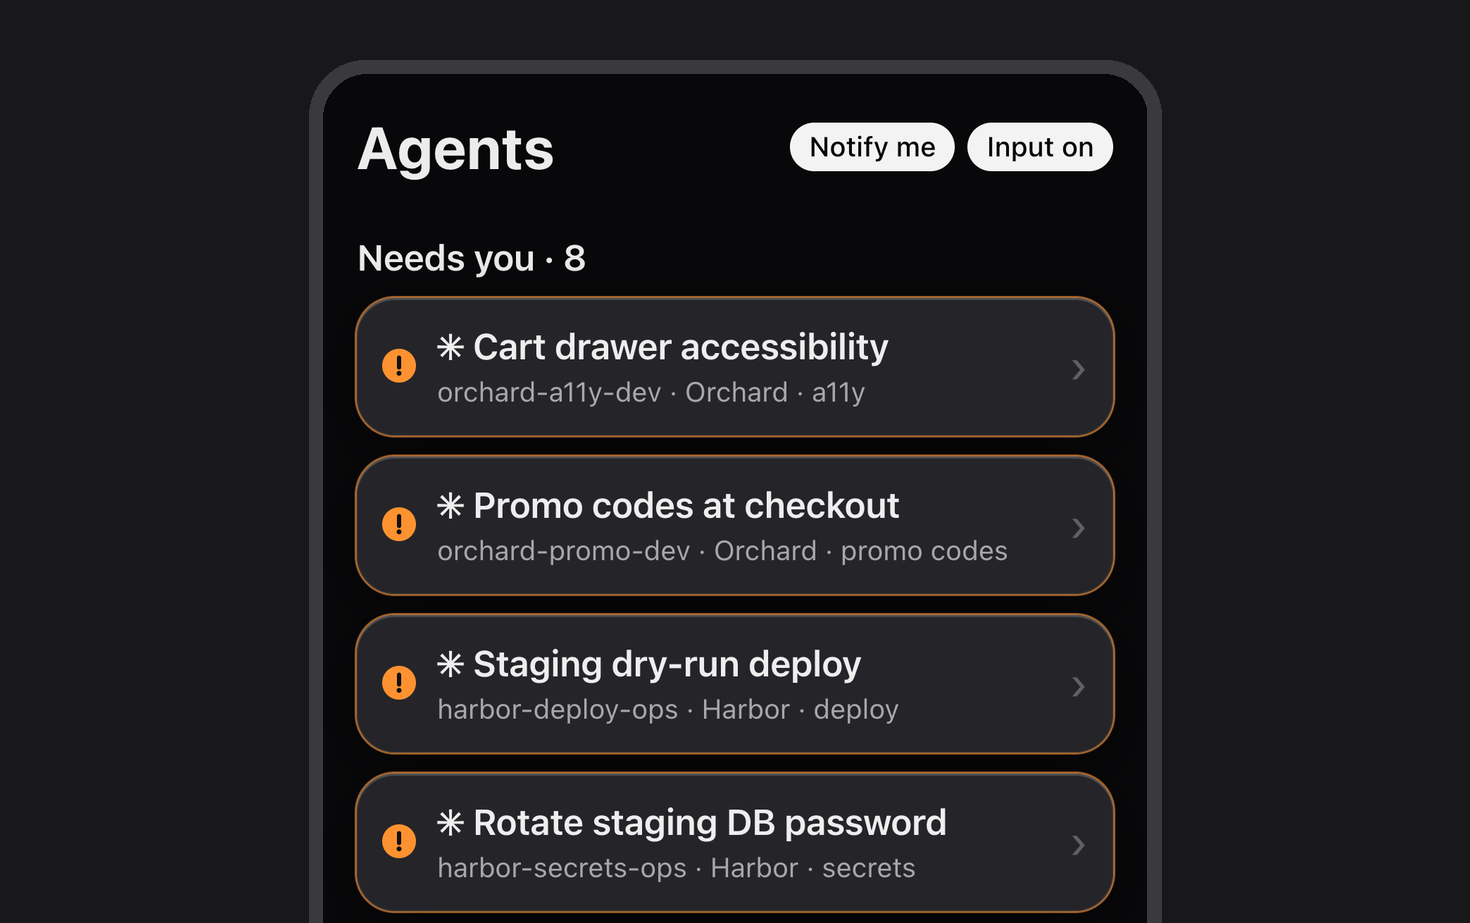 Agents
Notify me
Input on
Needs you · 8
✳ Cart drawer accessibility
orchard-a11y-dev · Orchard · a11y
✳ Promo codes at checkout
orchard-promo-dev · Orchard · promo codes
✳ Staging dry-run deploy
harbor-deploy-ops · Harbor · deploy
✳ Rotate staging DB password
harbor-secrets-ops · Harbor · secrets